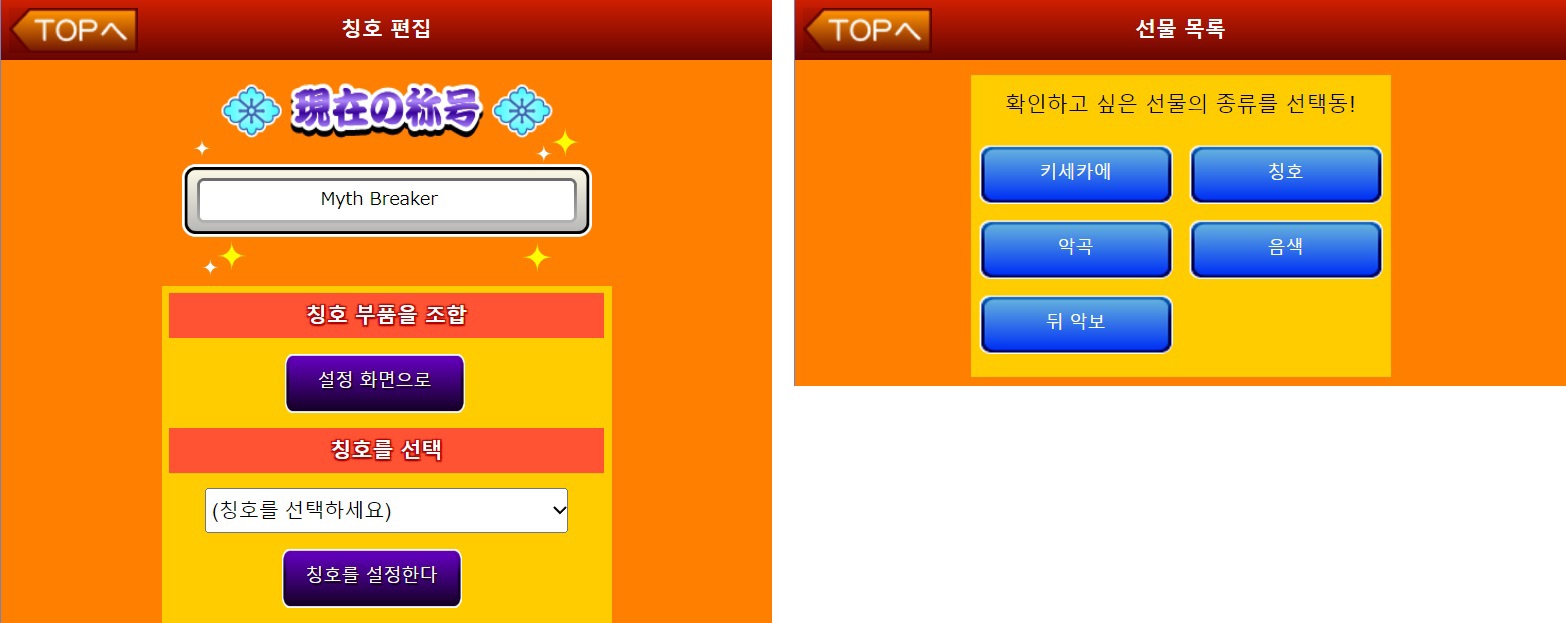 TOPへ
칭호 편집
現在の称号
Myth Breaker
칭호 부품을 조합
설정 화면으로
칭호를 선택
(칭호를 선택하세요)
칭호를 설정한다
TOPへ
선물 목록
확인하고 싶은 선물의 종류를 선택동!
키세카에
칭호
악곡
음색
뒤 악보